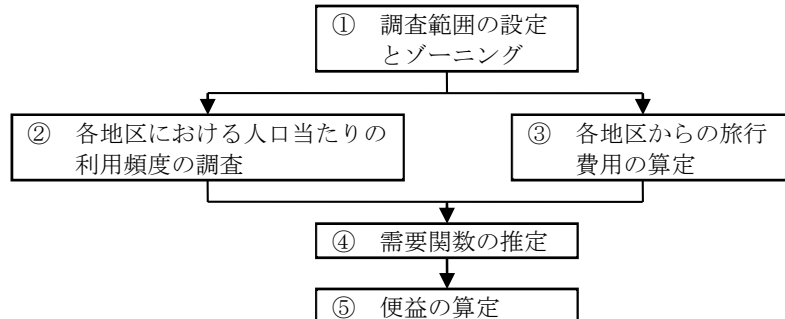 ① 調査範囲の設定
とゾーニング
② 各地区における人口当たりの
利用頻度の調査
③ 各地区からの旅行
費用の算定
④ 需要関数の推定
⑤ 便益の算定